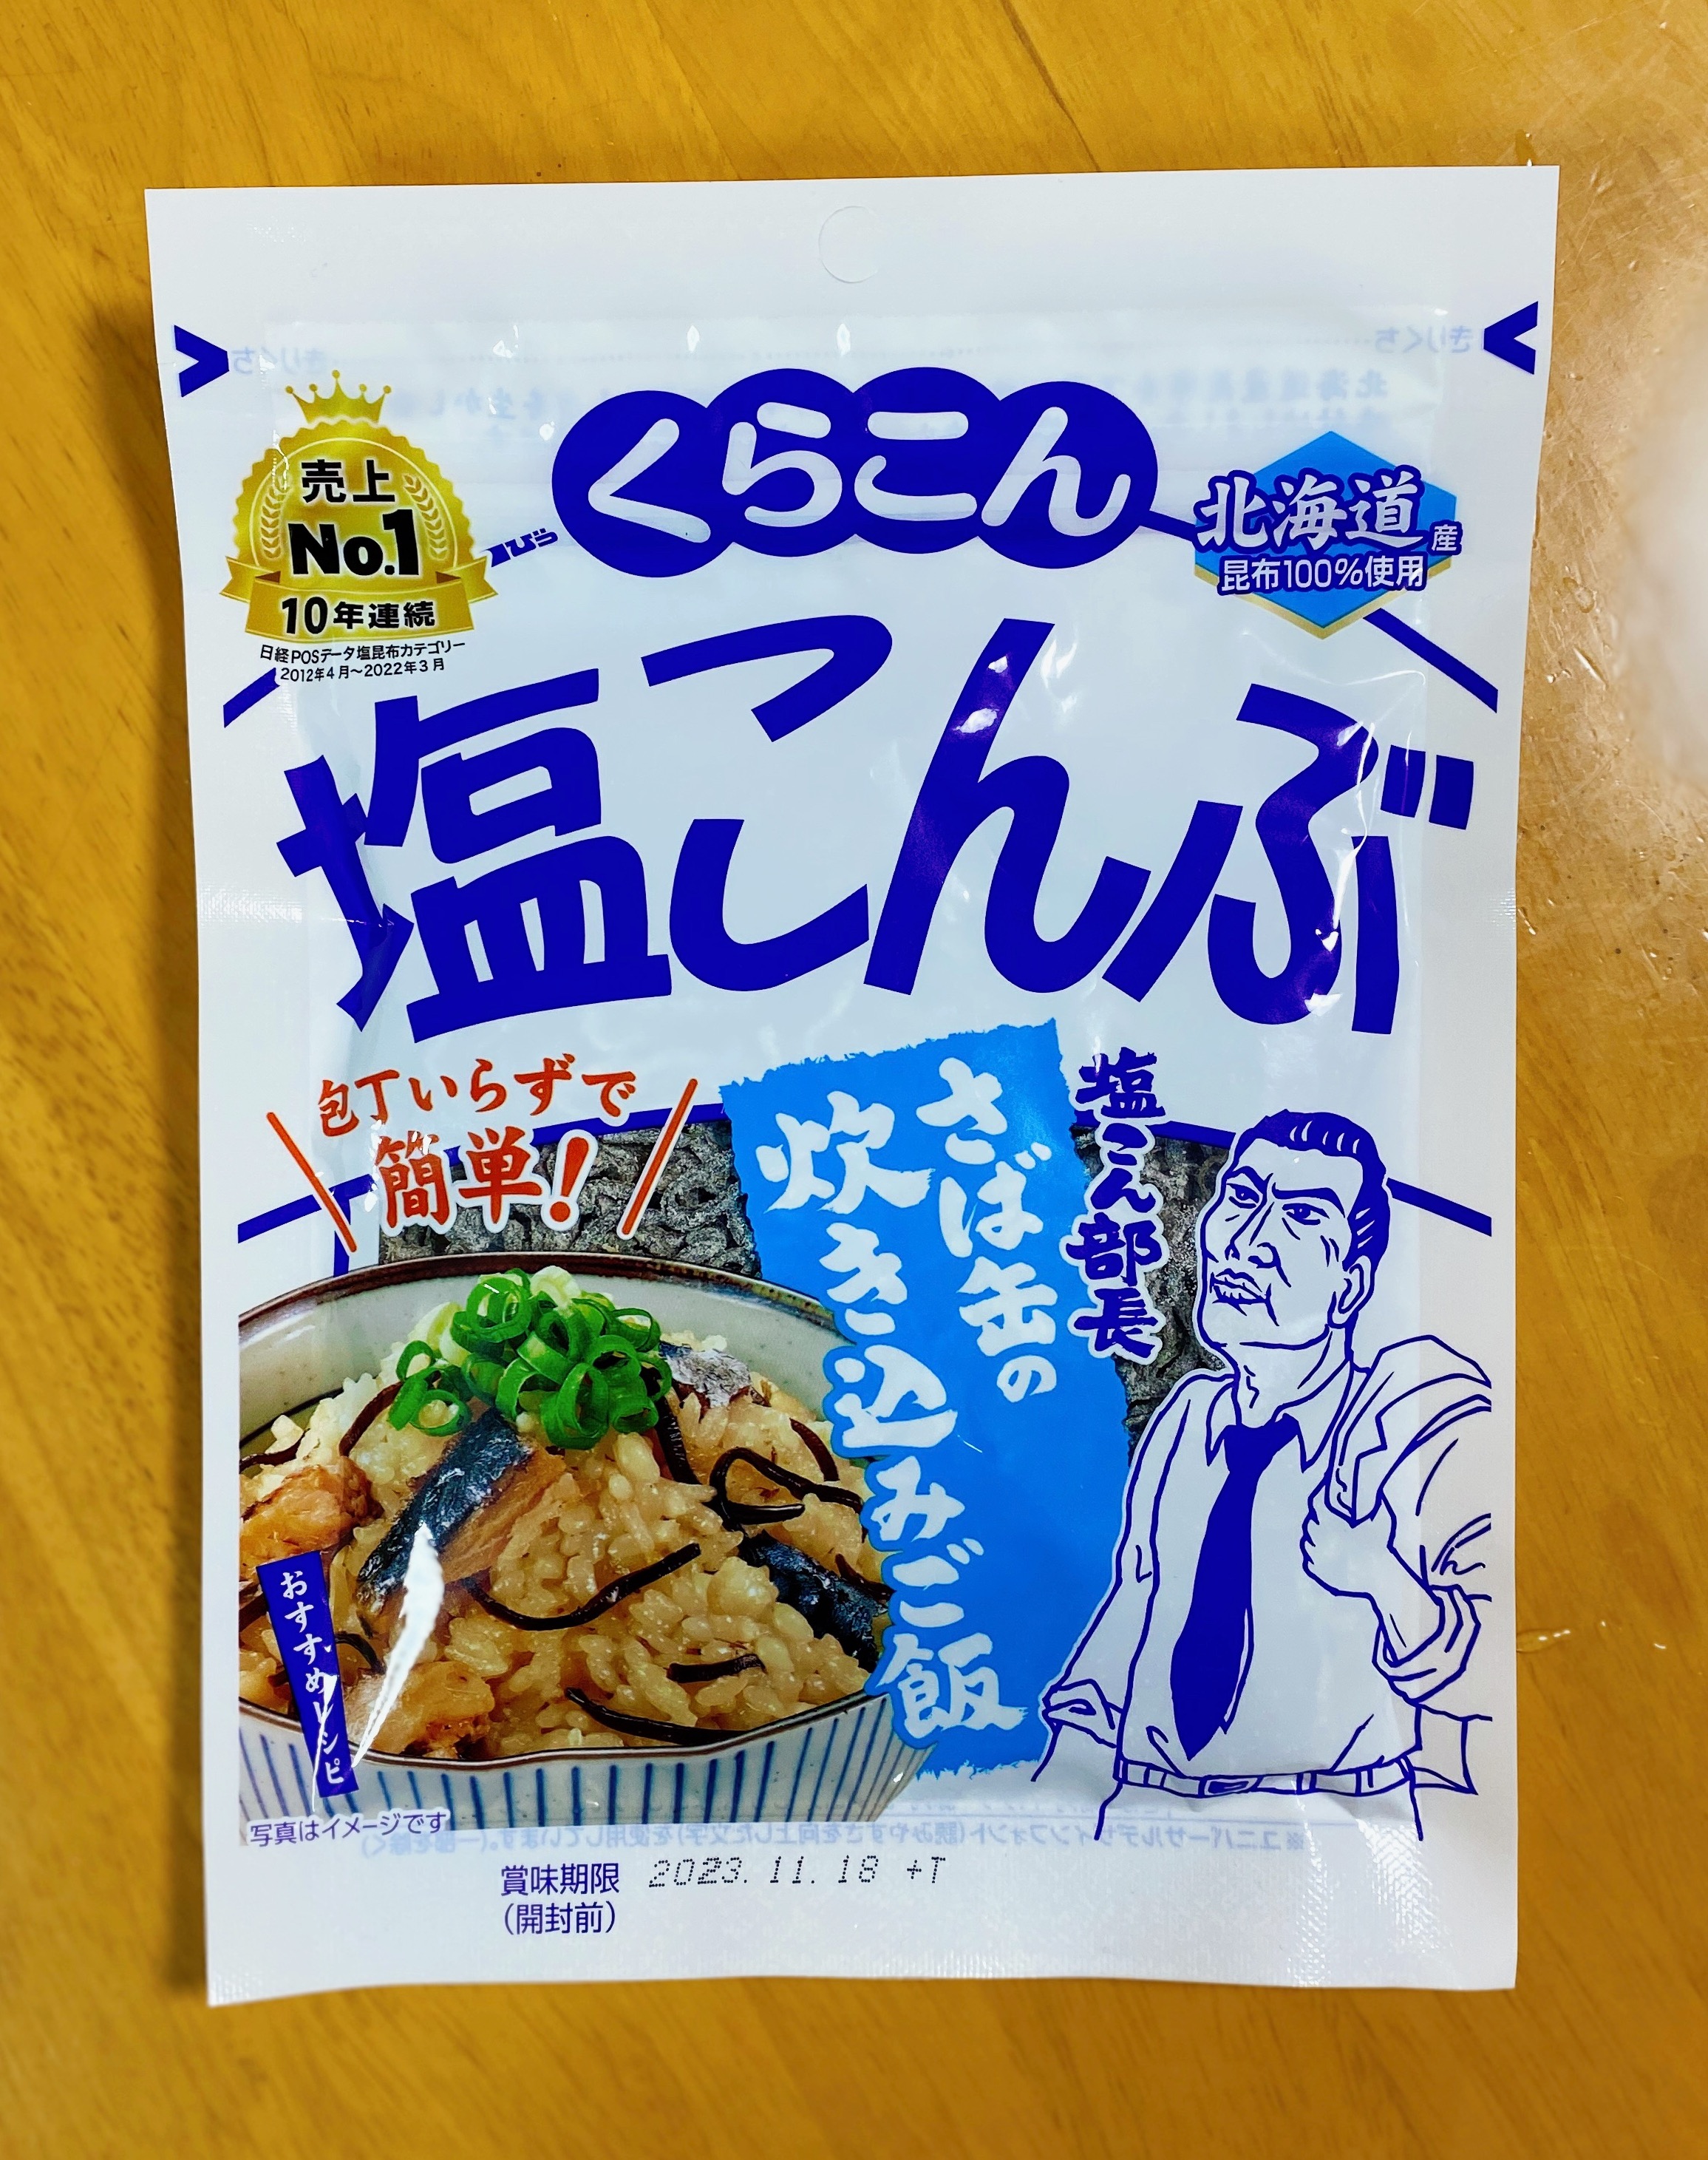 くらこん
売上
No.1
10年連続
日経POSデータ塩昆布カテゴリー
2012年4月〜2022年3月
北海道産
昆布100%使用
塩こんぶ
包丁いらずで
簡単!
さば缶の
炊き込みご飯
塩こん部長
おすすめレシピ
写真はイメージです
賞味期限
(開封前)
2023.11.18 +T